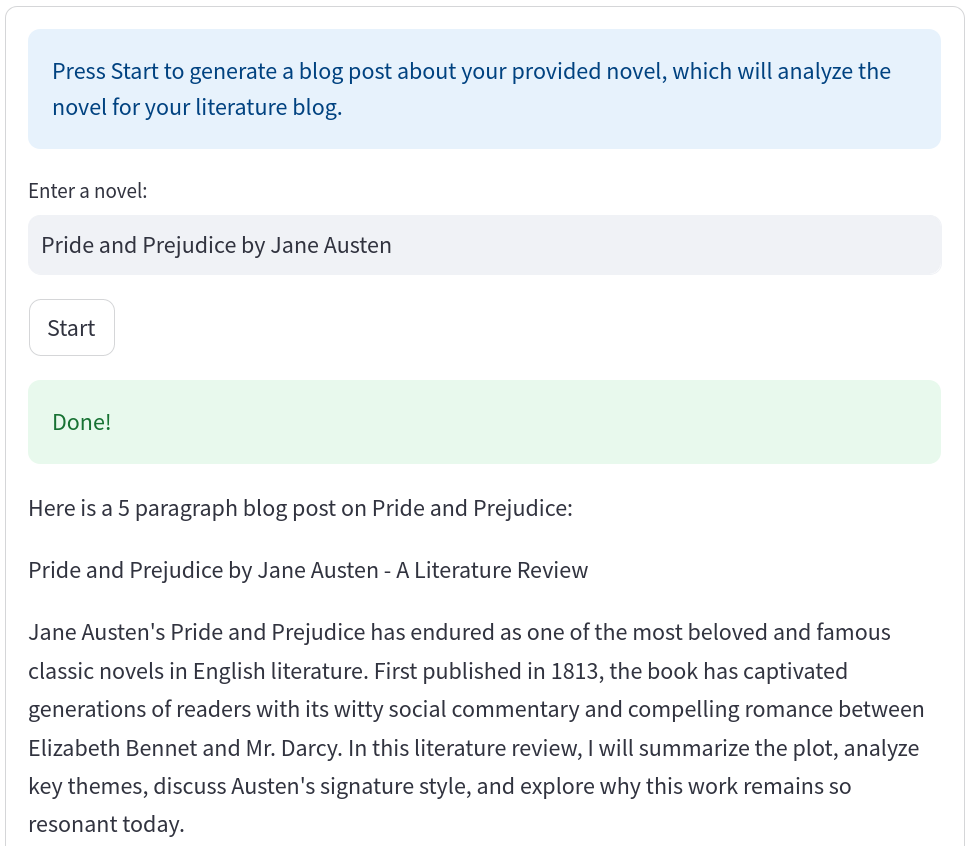 Press Start to generate a blog post about your provided novel, which will analyze the
novel for your literature blog.
Enter a novel:
Pride and Prejudice by Jane Austen
Start
Done!
Here is a 5 paragraph blog post on Pride and Prejudice:
Pride and Prejudice by Jane Austen - A Literature Review
Jane Austen's Pride and Prejudice has endured as one of the most beloved and famous
classic novels in English literature. First published in 1813, the book has captivated
generations of readers with its witty social commentary and compelling romance between
Elizabeth Bennet and Mr. Darcy. In this literature review, I will summarize the plot, analyze
key themes, discuss Austen's signature style, and explore why this work remains so
resonant today.